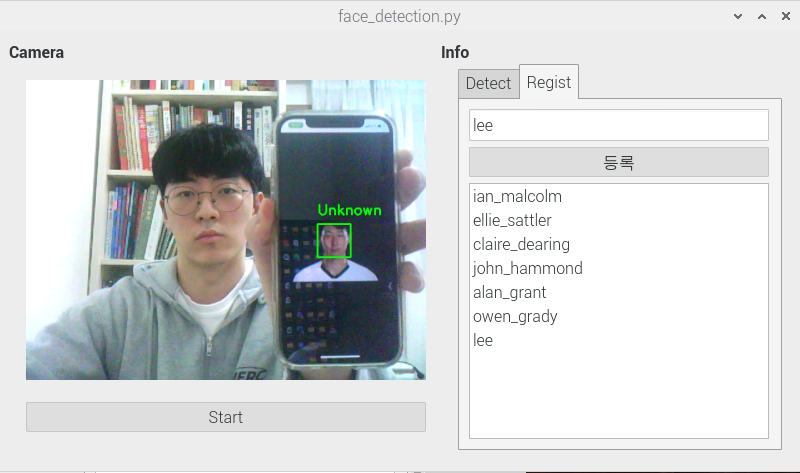 face_detection.py
Camera
Info
Detect
Regist
lee
등록
ian_malcolm
ellie_sattler
claire_dearing
john_hammond
alan_grant
owen_grady
lee
Unknown
Start